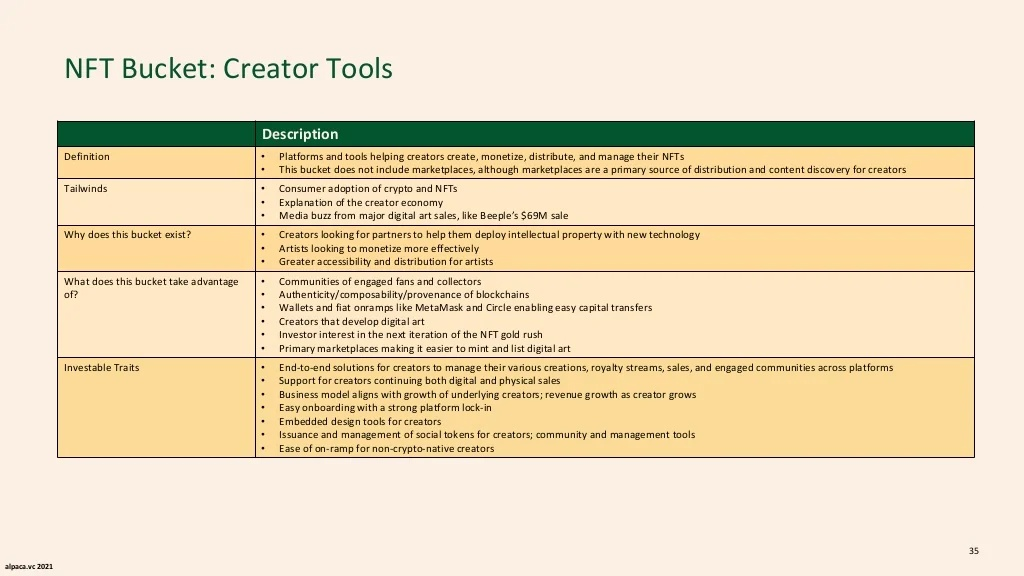 NFT Bucket: Creator Tools
Description
Definition
• Platforms and tools helping creators create, monetize, distribute, and manage their NFTs
• This bucket does not include marketplaces, although marketplaces are a primary source of distribution and content discovery for creators
Tailwinds
• Consumer adoption of crypto and NFTs
• Explanation of the creator economy
• Media buzz from major digital art sales, like Beeple’s $69M sale
Why does this bucket exist?
• Creators looking for partners to help them deploy intellectual property with new technology
• Artists looking to monetize more effectively
• Greater accessibility and distribution for artists
What does this bucket take advantage
of?
• Communities of engaged fans and collectors
• Authenticity/composability/provenance of blockchains
• Wallets and fiat onramps like MetaMask and Circle enabling easy capital transfers
• Creators that develop digital art
• Investor interest in the next iteration of the NFT gold rush
• Primary marketplaces making it easier to mint and list digital art
Investable Traits
• End-to-end solutions for creators to manage their various creations, royalty streams, sales, and engaged communities across platforms
• Support for creators continuing both digital and physical sales
• Business model aligns with growth of underlying creators; revenue growth as creator grows
• Easy onboarding with a strong platform lock-in
• Embedded design tools for creators
• Issuance and management of social tokens for creators; community and management tools
• Ease of on-ramp for non-crypto-native creators
35
alpaca.vc 2021